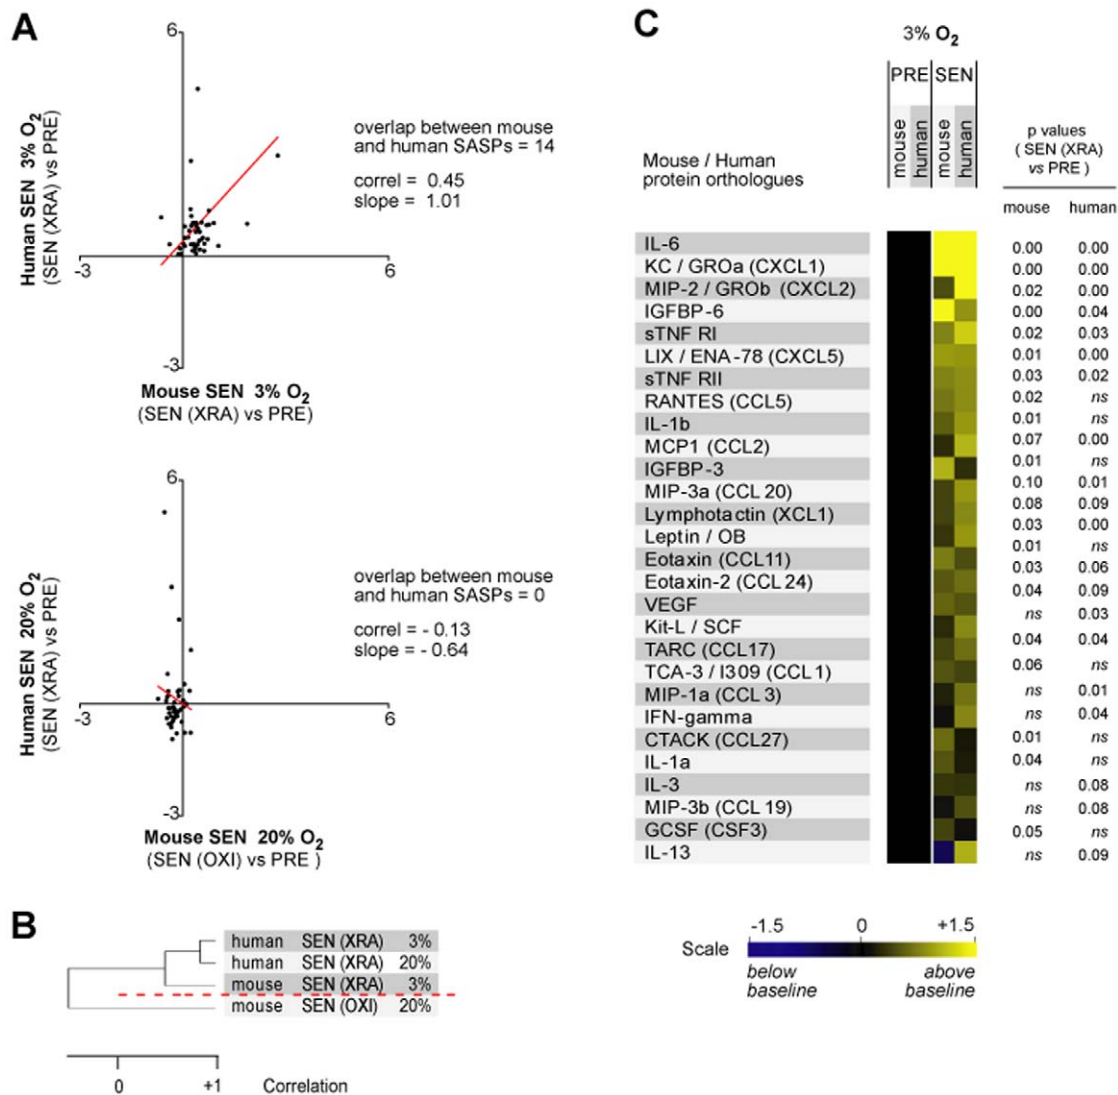 A
6
Human SEN 3% O2
(SEN (XRA) vs PRE)
overlap between mouse
and human SASPs = 14
correl = 0.45
slope = 1.01
-3
6
-3
Mouse SEN 3% O2
(SEN (XRA) vs PRE)
6
Human SEN 20% O2
(SEN (XRA) vs PRE)
overlap between mouse
and human SASPs = 0
correl = - 0.13
slope = - 0.64
-3
6
-3
Mouse SEN 20% O2
(SEN (OXI) vs PRE )
B
human SEN (XRA) 3%
human SEN (XRA) 20%
mouse SEN (XRA) 3%
mouse SEN (OXI) 20%
0 +1 Correlation
C
3% O2
PRE SEN
mouse human mouse human
Mouse / Human
protein orthologues
p values
( SEN (XRA)
vs PRE )
mouse human
IL-6 0.00 0.00
KC / GROa (CXCL1) 0.00 0.00
MIP-2 / GROb (CXCL2) 0.02 0.00
IGFBP-6 0.00 0.04
sTNF RI 0.02 0.03
LIX / ENA-78 (CXCL5) 0.01 0.00
sTNF RII 0.03 0.02
RANTES (CCL5) 0.02 ns
IL-1b 0.01 ns
MCP1 (CCL2) 0.07 0.00
IGFBP-3 0.01 ns
MIP-3a (CCL 20) 0.10 0.01
Lymphotactin (XCL1) 0.08 0.09
Leptin / OB 0.03 0.00
Eotaxin (CCL11) 0.01 ns
Eotaxin-2 (CCL 24) 0.03 0.06
VEGF 0.04 0.09
Kit-L / SCF ns 0.03
TARC (CCL17) 0.04 0.04
TCA-3 / I309 (CCL 1) 0.06 ns
MIP-1a (CCL 3) ns 0.01
IFN-gamma ns 0.04
CTACK (CCL27) 0.01 ns
IL-1a 0.04 ns
IL-3 ns 0.08
MIP-3b (CCL 19) ns 0.08
GCSF (CSF3) 0.05 ns
IL-13 ns 0.09
-1.5 0 +1.5
Scale
below above
baseline baseline